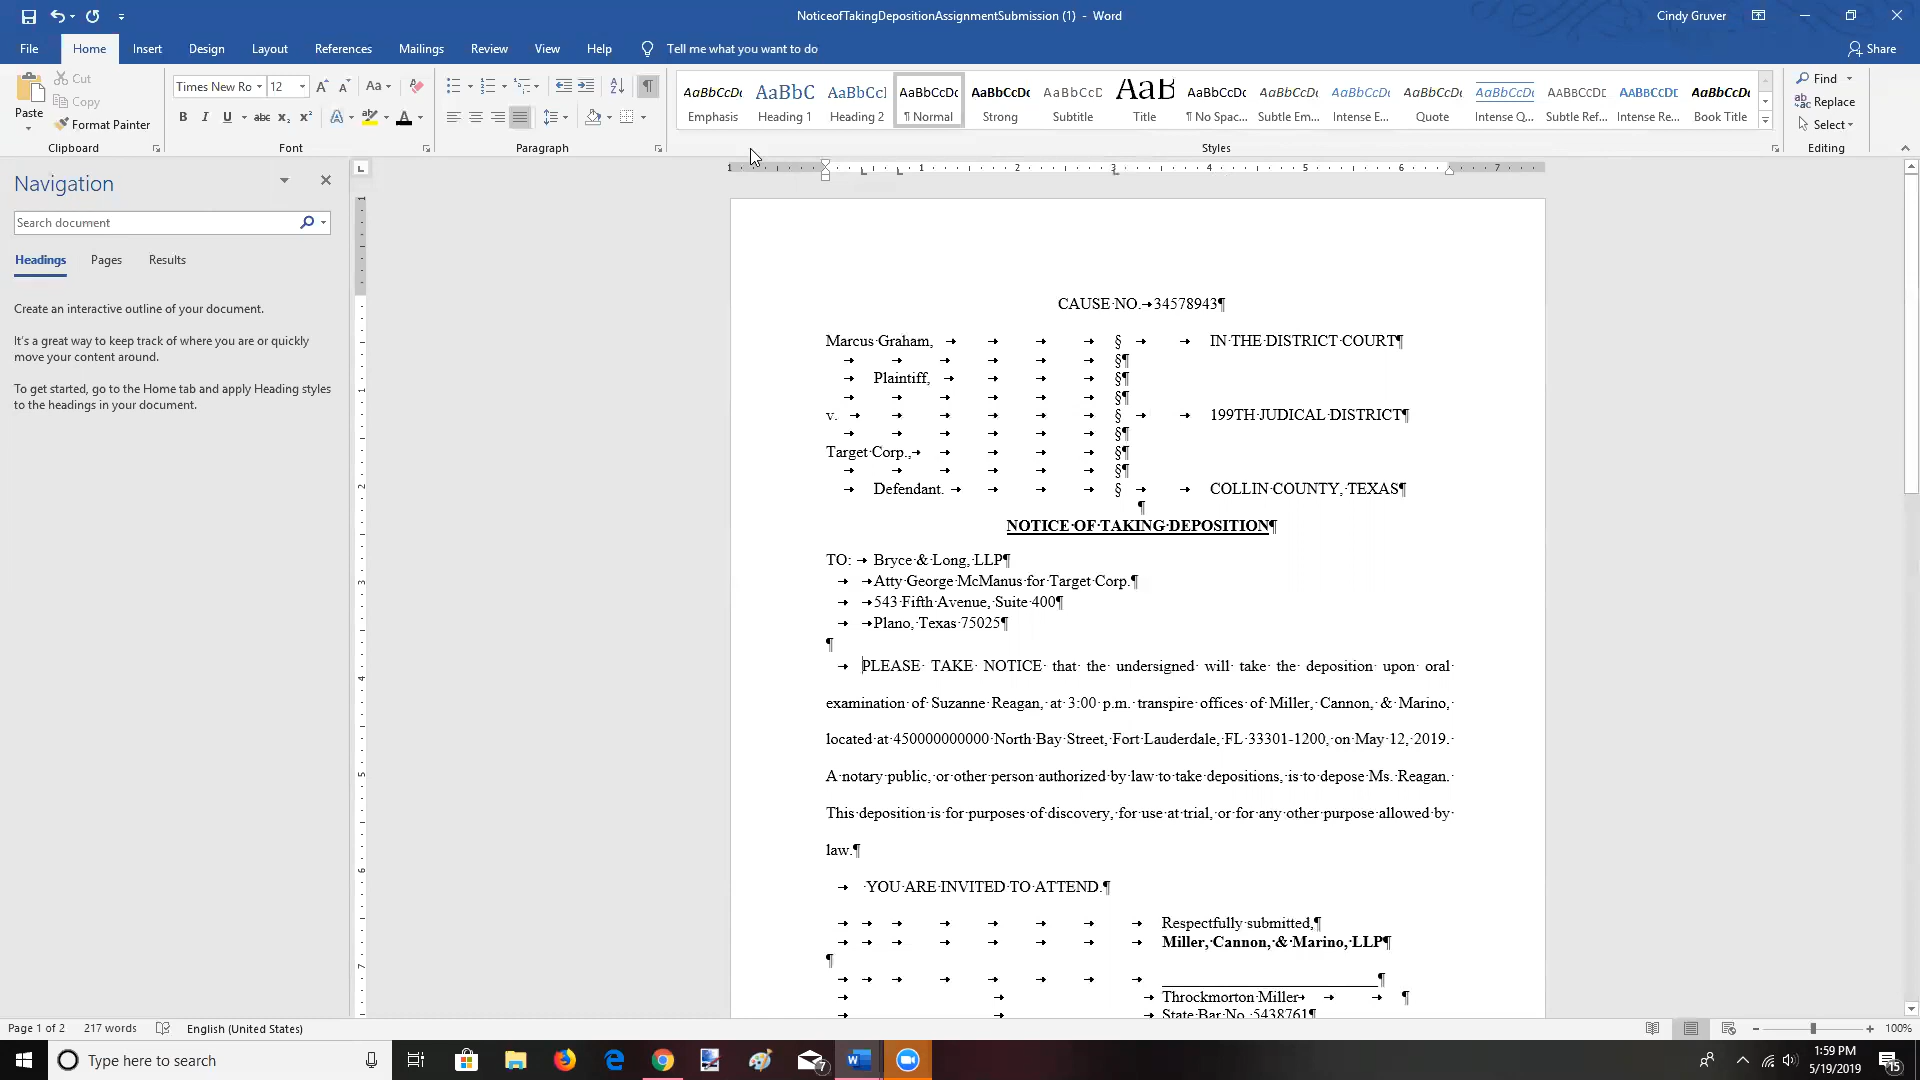 NoticeofTakingDepositionAssignmentSubmission (1) - Word
Cindy Gruver
File Home Insert Design Layout References Mailings Review View Help Tell me what you want to do
Share
Paste
Cut
Copy
Format Painter
Clipboard
Times New Ro 12
Font
Paragraph
AaBbCcDc AaBbC AaBbCcI AaBbCcDc AaBbCcDc AaBbCcD AaB AaBbCcDc AaBbCcDc AaBbCcDc AaBbCcDc AaBbCcDc AaBbCcDc AaBbCcDc AaBbCcDc
Emphasis Heading 1 Heading 2 ¶ Normal Strong Subtitle Title ¶ No Spac... Subtle Em... Intense E... Quote Intense Q... Subtle Ref... Intense Re... Book Title
Styles
Find
Replace
Select
Editing
Navigation
Search document
Headings Pages Results
Create an interactive outline of your document.
It's a great way to keep track of where you are or quickly
move your content around.
To get started, go to the Home tab and apply Heading styles
to the headings in your document.
1 1 2 3 4 5 6 7
CAUSE NO. 34578943¶
Marcus Graham, § IN THE DISTRICT COURT¶
§¶
Plaintiff, §¶
§¶
v. § 199TH JUDICIAL DISTRICT¶
§¶
Target Corp., §¶
§¶
Defendant. § COLLIN COUNTY, TEXAS¶
¶
NOTICE OF TAKING DEPOSITION¶
TO: Bryce & Long, LLP¶
Atty George McManus for Target Corp.¶
543 Fifth Avenue, Suite 400¶
Plano, Texas 75025¶
¶
PLEASE TAKE NOTICE that the undersigned will take the deposition upon oral
examination of Suzanne Reagan, at 3:00 p.m. transpire offices of Miller, Cannon, & Marino,
located at 450000000000 North Bay Street, Fort Lauderdale, FL 33301-1200, on May 12, 2019.
A notary public, or other person authorized by law to take depositions, is to depose Ms. Reagan.
This deposition is for purposes of discovery, for use at trial, or for any other purpose allowed by
law.¶
YOU ARE INVITED TO ATTEND.¶
Respectfully submitted,¶
Miller, Cannon, & Marino, LLP¶
¶
¶
Throckmorton Miller ¶
State Bar No. 5438761¶
Page 1 of 2 217 words English (United States) 100%
Type here to search
7
1:59 PM
5/19/2019
15